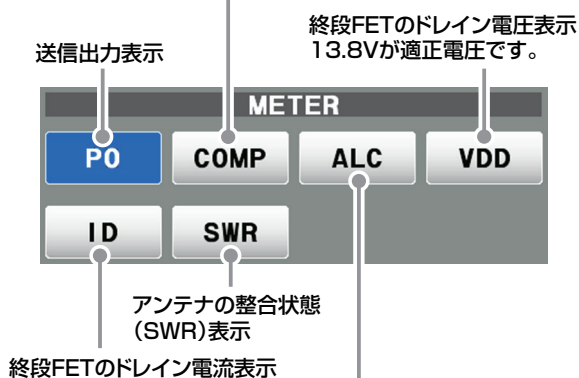 終段FETのドレイン電圧表示
13.8Vが適正電圧です。
送信出力表示
METER
PO COMP ALC VDD
ID SWR
アンテナの整合状態
(SWR)表示
終段FETのドレイン電流表示